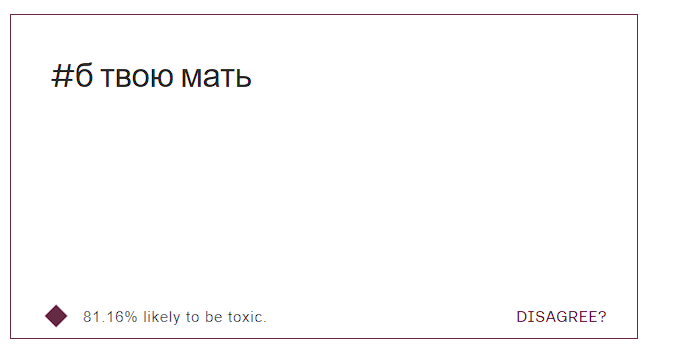 #б твою мать
81.16% likely to be toxic.
DISAGREE?